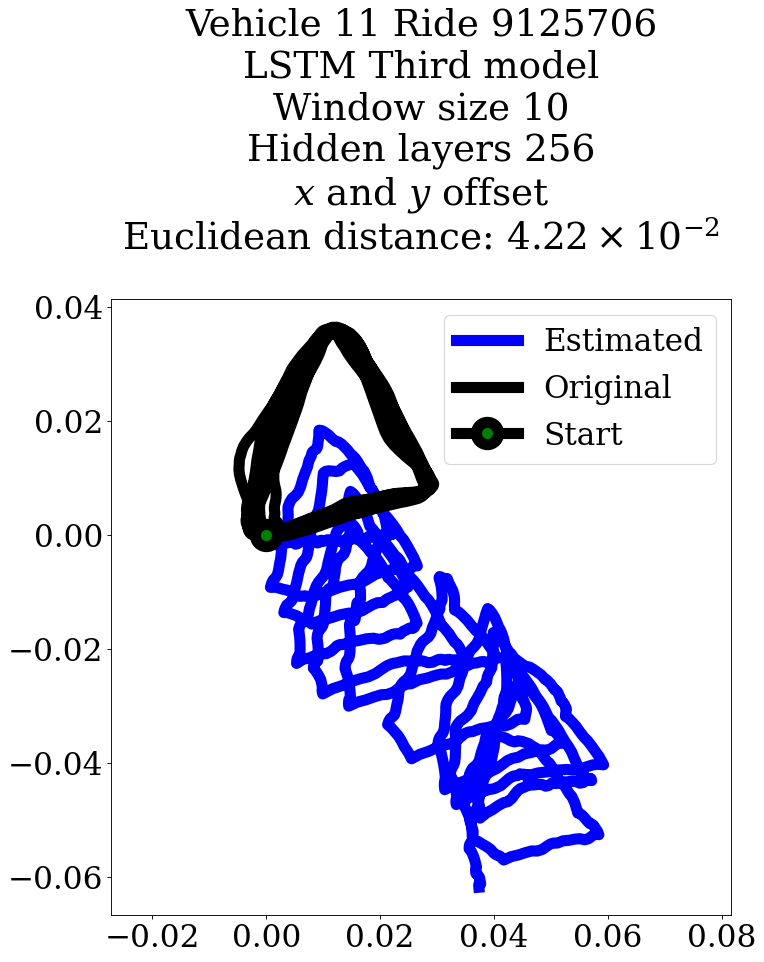 Vehicle 11 Ride 9125706
LSTM Third model
Window size 10
Hidden layers 256
x and y offset
Euclidean distance: 4.22 × 10⁻²
0.04
0.02
0.00
−0.02
−0.04
−0.06
Estimated
Original
Start
−0.02 0.00 0.02 0.04 0.06 0.08